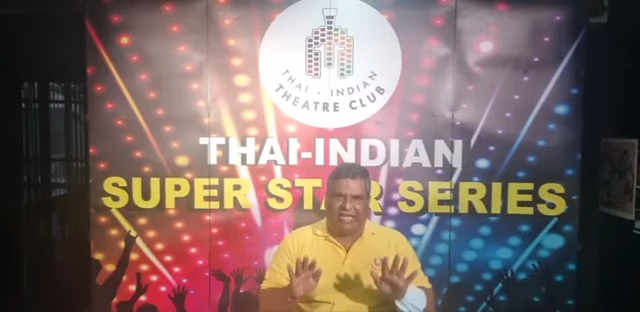 THAI · INDIAN
THEATRE CLUB
THAI-INDIAN
SUPER STAR SERIES